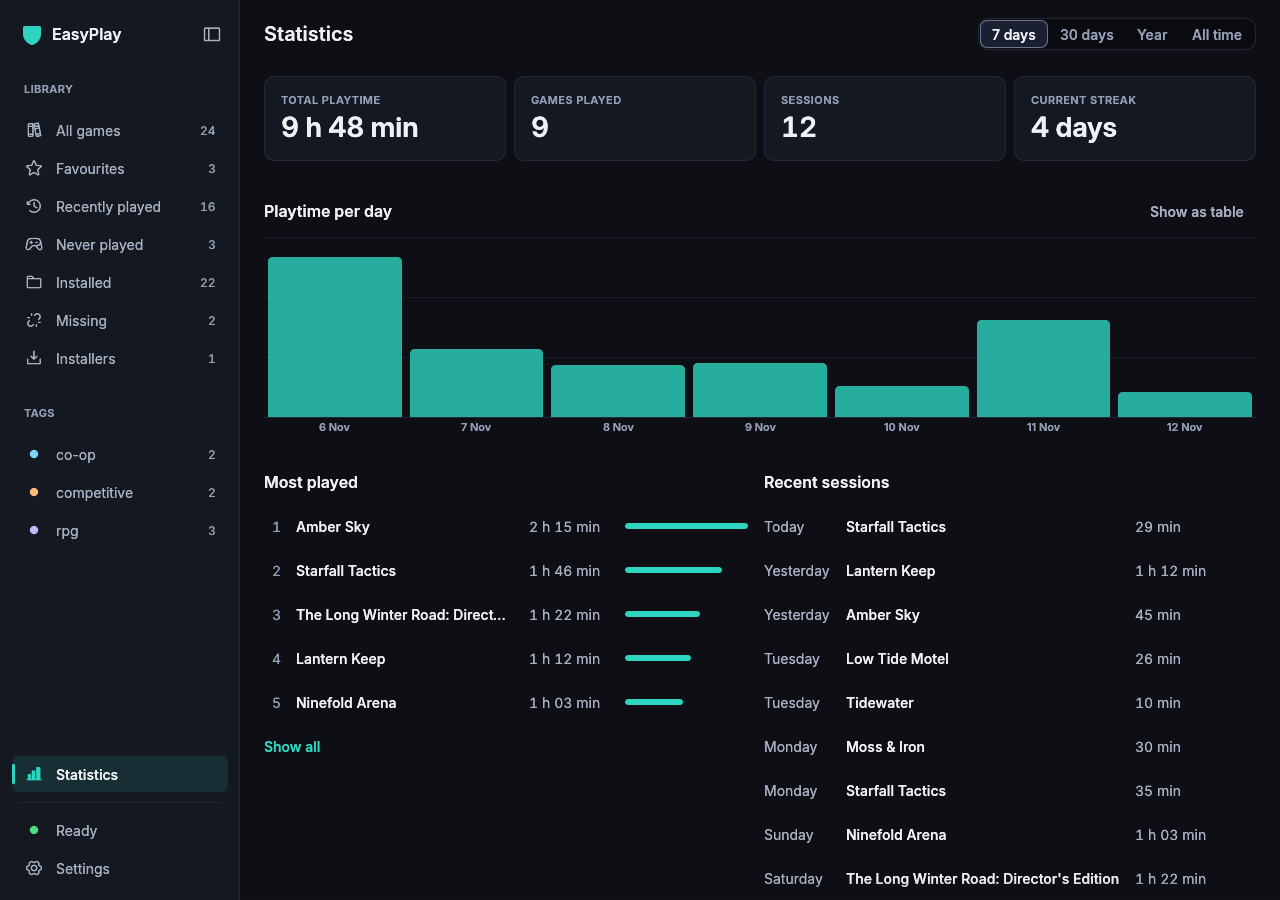 EasyPlay
LIBRARY
All games 24
Favourites 3
Recently played 16
Never played 3
Installed 22
Missing 2
Installers 1
TAGS
co-op 2
competitive 2
rpg 3
Statistics
Ready
Settings
Statistics
7 days 30 days Year All time
TOTAL PLAYTIME
9 h 48 min
GAMES PLAYED
9
SESSIONS
12
CURRENT STREAK
4 days
Playtime per day
Show as table
6 Nov 7 Nov 8 Nov 9 Nov 10 Nov 11 Nov 12 Nov
Most played
1 Amber Sky 2 h 15 min
2 Starfall Tactics 1 h 46 min
3 The Long Winter Road: Direct... 1 h 22 min
4 Lantern Keep 1 h 12 min
5 Ninefold Arena 1 h 03 min
Show all
Recent sessions
Today Starfall Tactics 29 min
Yesterday Lantern Keep 1 h 12 min
Yesterday Amber Sky 45 min
Tuesday Low Tide Motel 26 min
Tuesday Tidewater 10 min
Monday Moss & Iron 30 min
Monday Starfall Tactics 35 min
Sunday Ninefold Arena 1 h 03 min
Saturday The Long Winter Road: Director's Edition 1 h 22 min